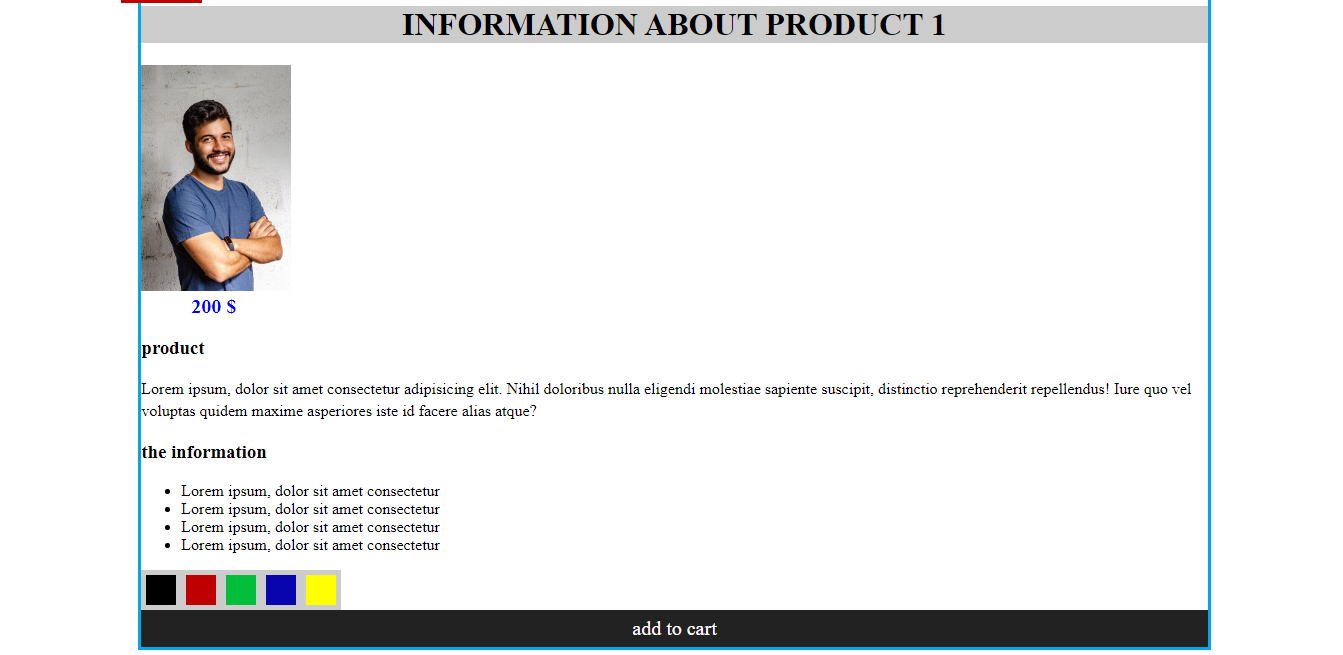 INFORMATION ABOUT PRODUCT 1
200 $
product
Lorem ipsum, dolor sit amet consectetur adipisicing elit. Nihil doloribus nulla eligendi molestiae sapiente suscipit, distinctio reprehenderit repellendus! Iure quo vel
voluptas quidem maxime asperiores iste id facere alias atque?
the information
• Lorem ipsum, dolor sit amet consectetur
• Lorem ipsum, dolor sit amet consectetur
• Lorem ipsum, dolor sit amet consectetur
• Lorem ipsum, dolor sit amet consectetur
add to cart